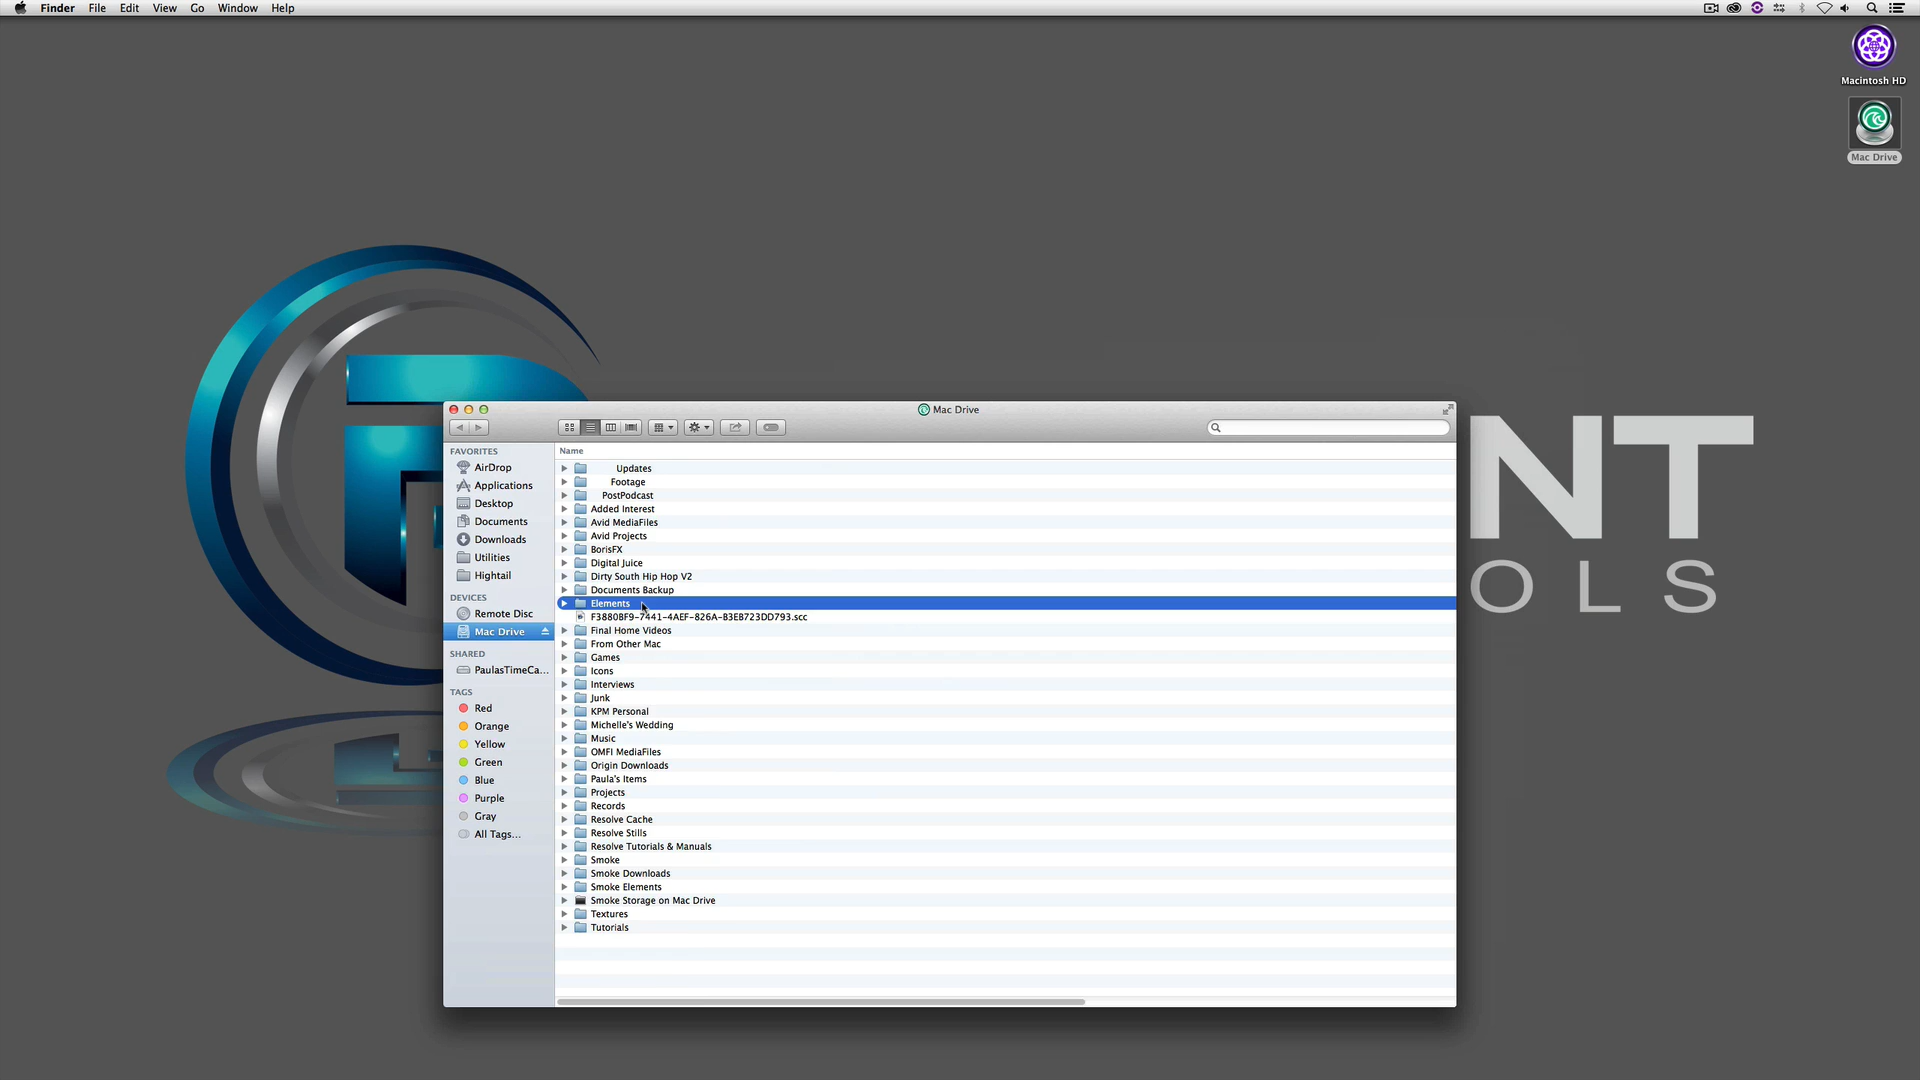 Finder File Edit View Go Window Help
Macintosh HD
Mac Drive
NT
OLS
Mac Drive
FAVORITES
AirDrop
Applications
Desktop
Documents
Downloads
Utilities
Hightail
DEVICES
Remote Disc
Mac Drive
SHARED
PaulasTimeCa...
TAGS
Red
Orange
Yellow
Green
Blue
Purple
Gray
All Tags...
Name
Updates
Footage
PostPodcast
Added Interest
Avid MediaFiles
Avid Projects
BorisFX
Digital Juice
Dirty South Hip Hop V2
Documents Backup
Elements
F3880BF9-7441-4AEF-826A-B3EB723DD793.scc
Final Home Videos
From Other Mac
Games
Icons
Interviews
Junk
KPM Personal
Michelle's Wedding
Music
OMFI MediaFiles
Origin Downloads
Paula's Items
Projects
Records
Resolve Cache
Resolve Stills
Resolve Tutorials & Manuals
Smoke
Smoke Downloads
Smoke Elements
Smoke Storage on Mac Drive
Textures
Tutorials